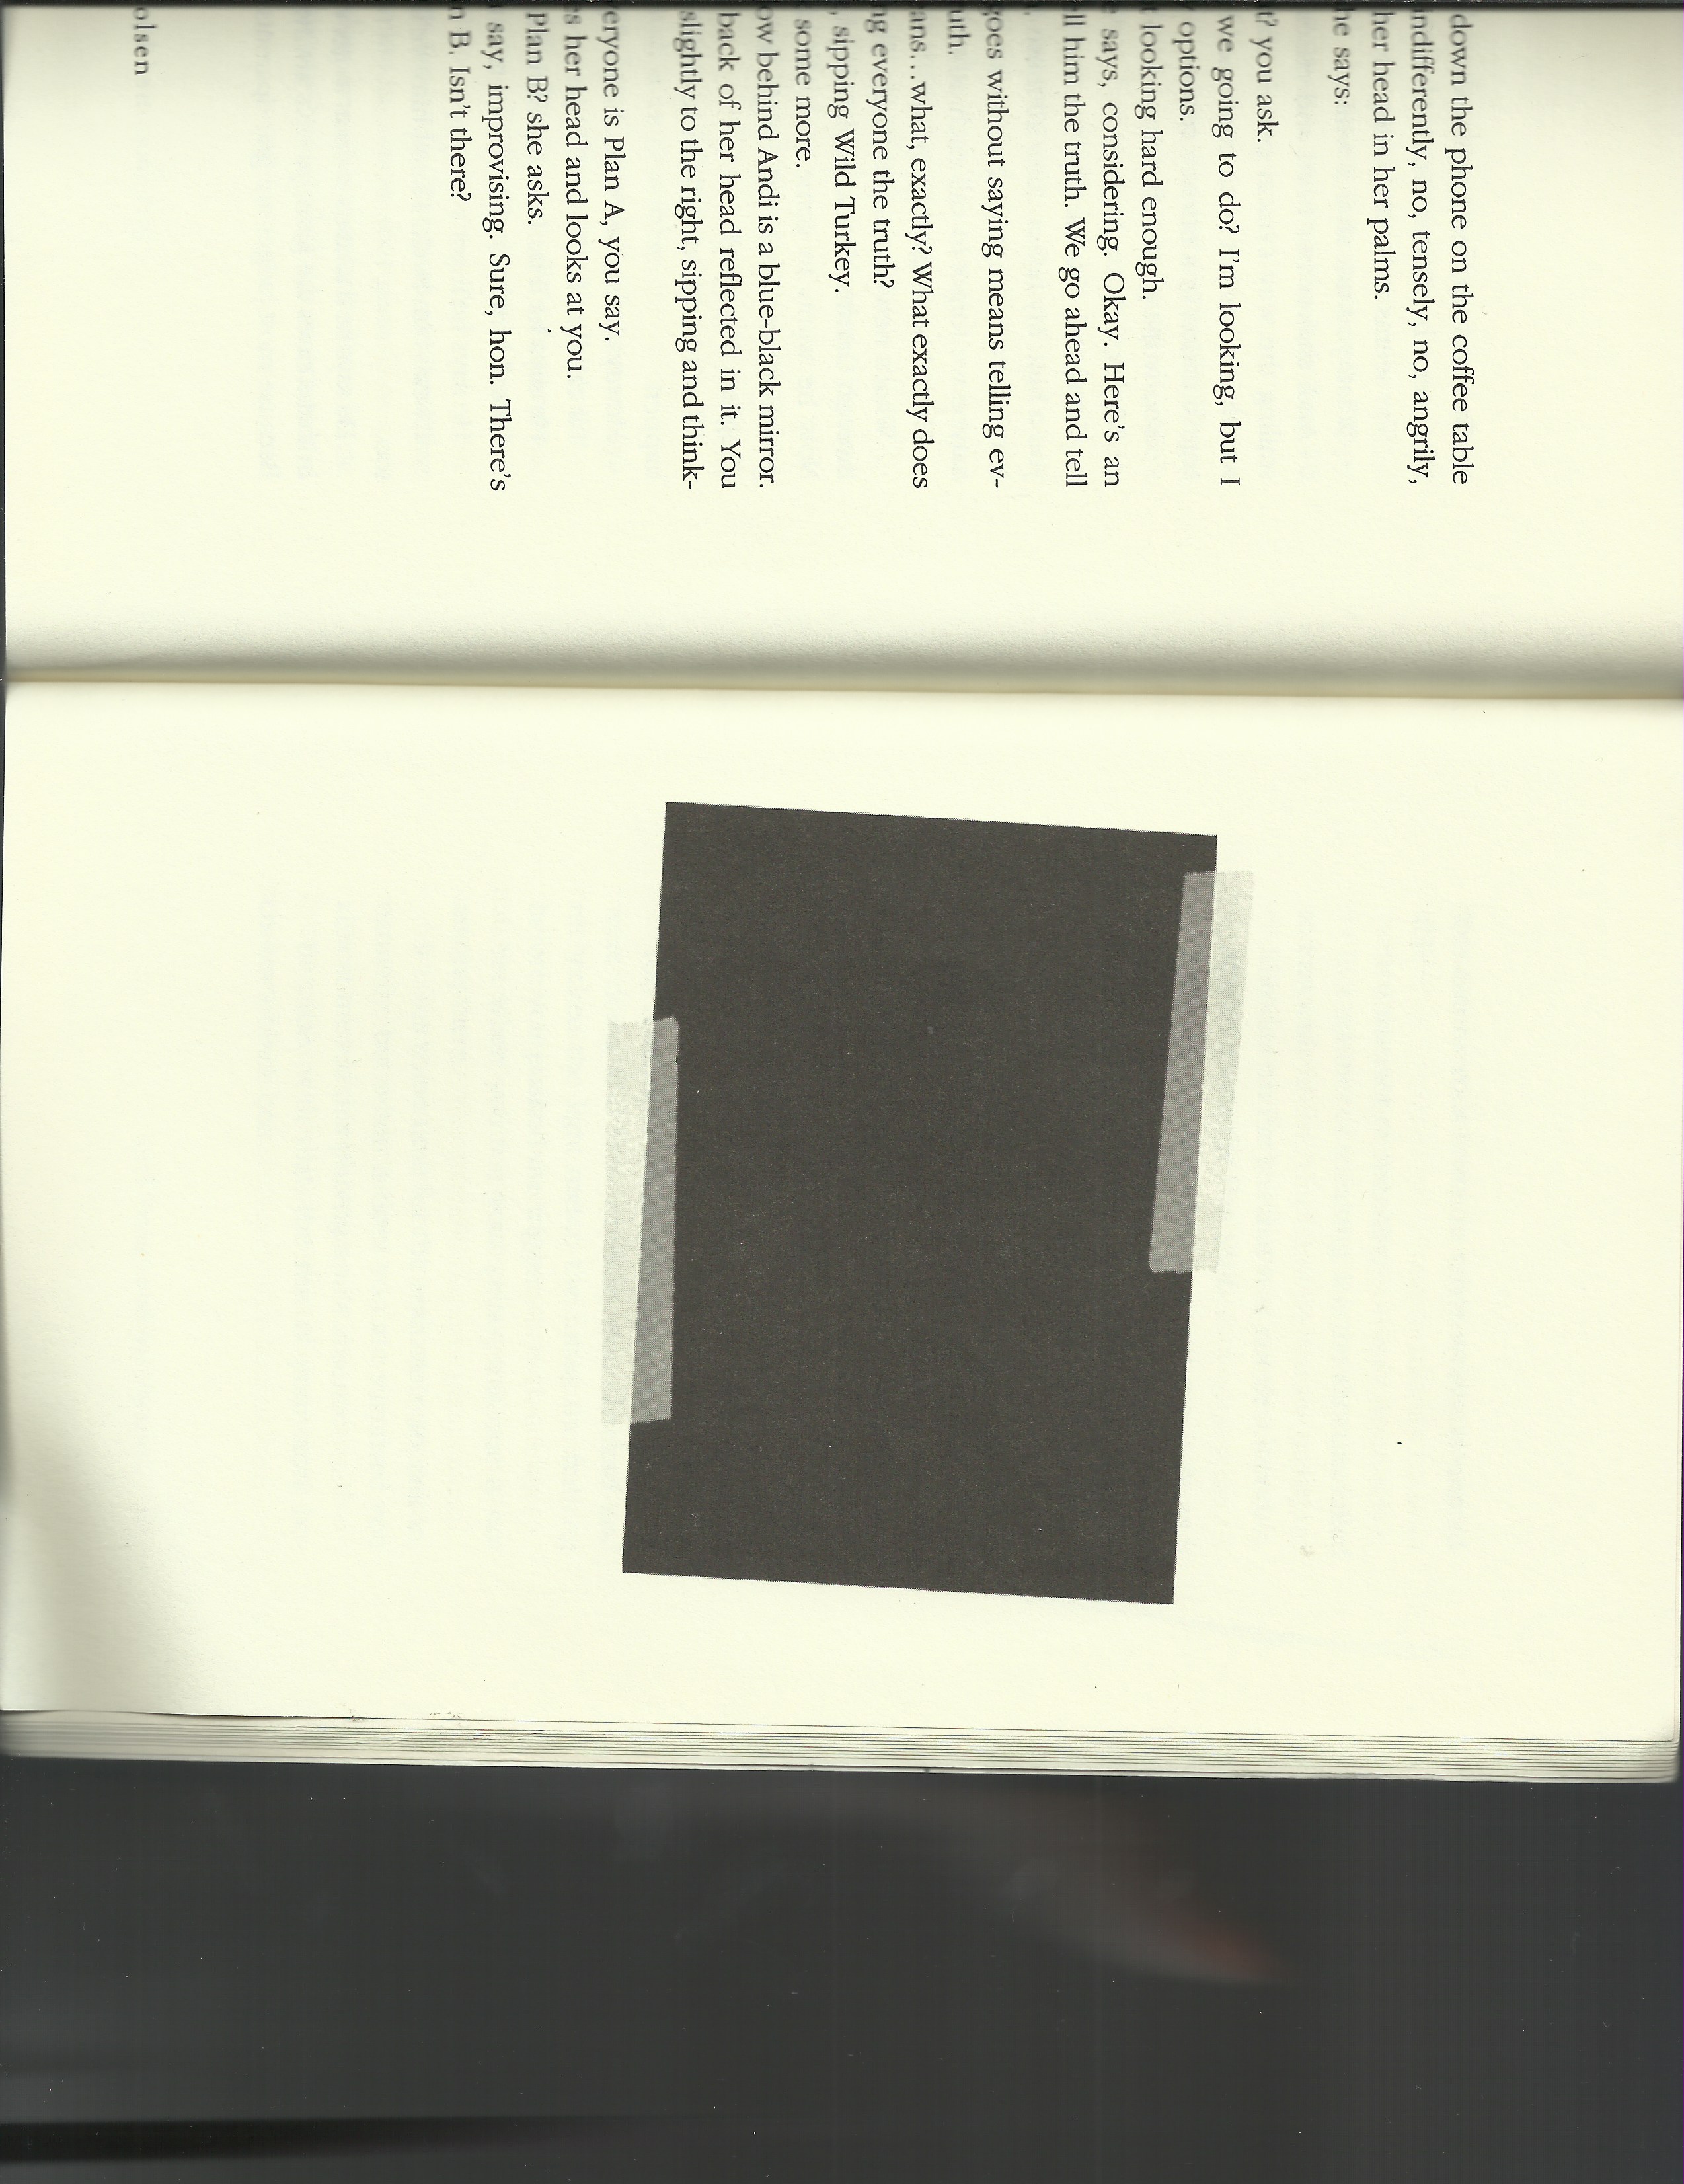 down the phone on the coffee table
indifferently, no, tensely, no, angrily,
her head in her palms.
he says:
t? you ask.
we going to do? I'm looking, but I
options.
t looking hard enough.
e says, considering. Okay. Here's an
ll him the truth. We go ahead and tell
goes without saying means telling ev-
uth.
ans…what, exactly? What exactly does
ng everyone the truth?
, sipping Wild Turkey.
some more.
ow behind Andi is a blue-black mirror.
back of her head reflected in it. You
slightly to the right, sipping and think-
eryone is Plan A, you say.
s her head and looks at you.
Plan B? she asks.
say, improvising. Sure, hon. There's
n B. Isn't there?
olsen